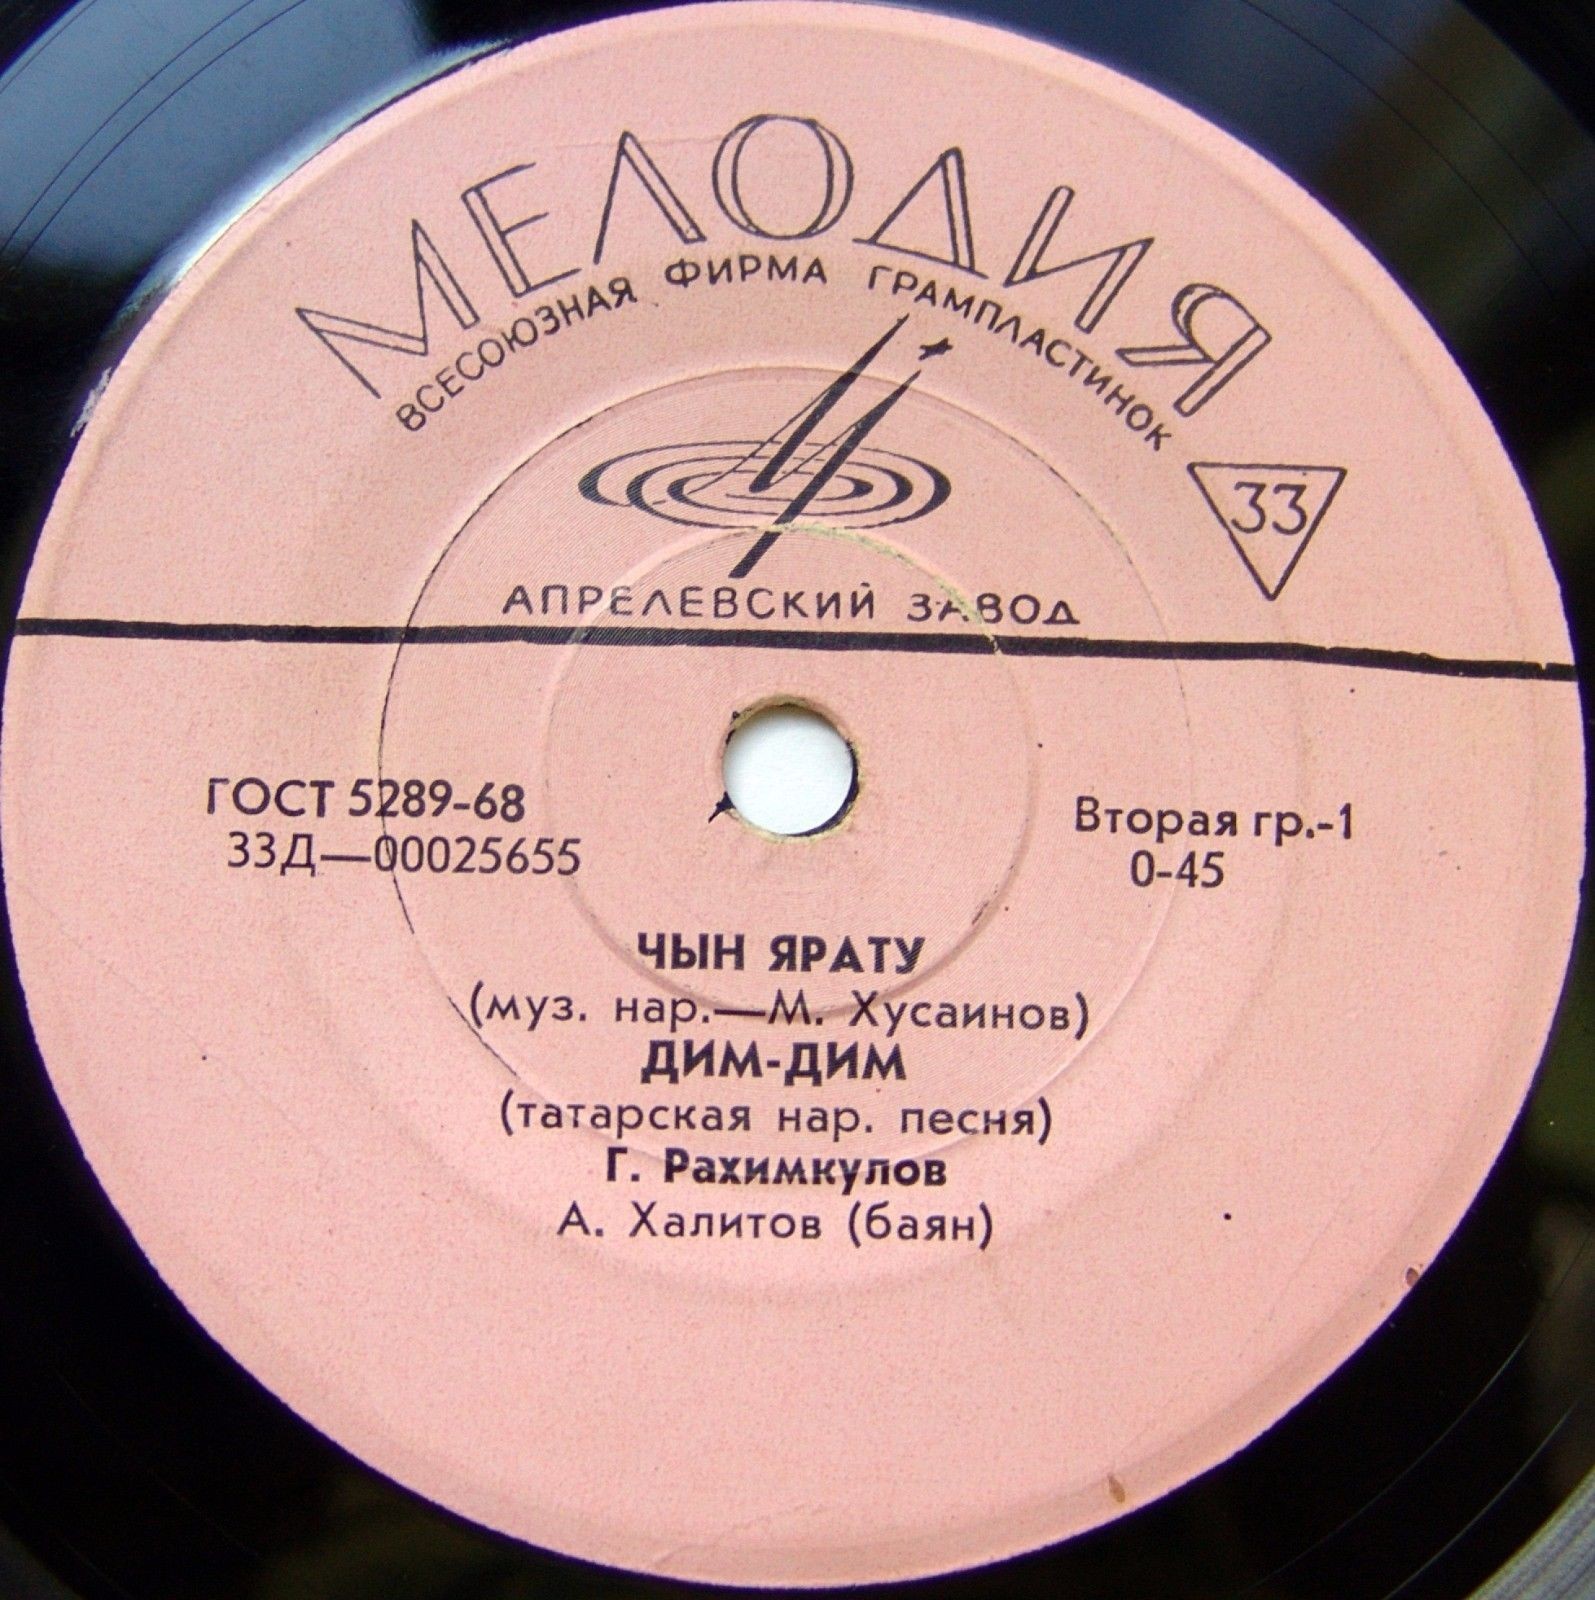 МЕЛОДИЯ
ВСЕСОЮЗНАЯ ФИРМА ГРАМПЛАСТИНОК
33
АПРЕЛЕВСКИЙ ЗАВОД
ГОСТ 5289-68
33Д—00025655
Вторая гр.-1
0-45
ЧЫН ЯРАТУ
(муз. нар.—М. Хусаинов)
ДИМ-ДИМ
(татарская нар. песня)
Г. Рахимкулов
А. Халитов (баян)